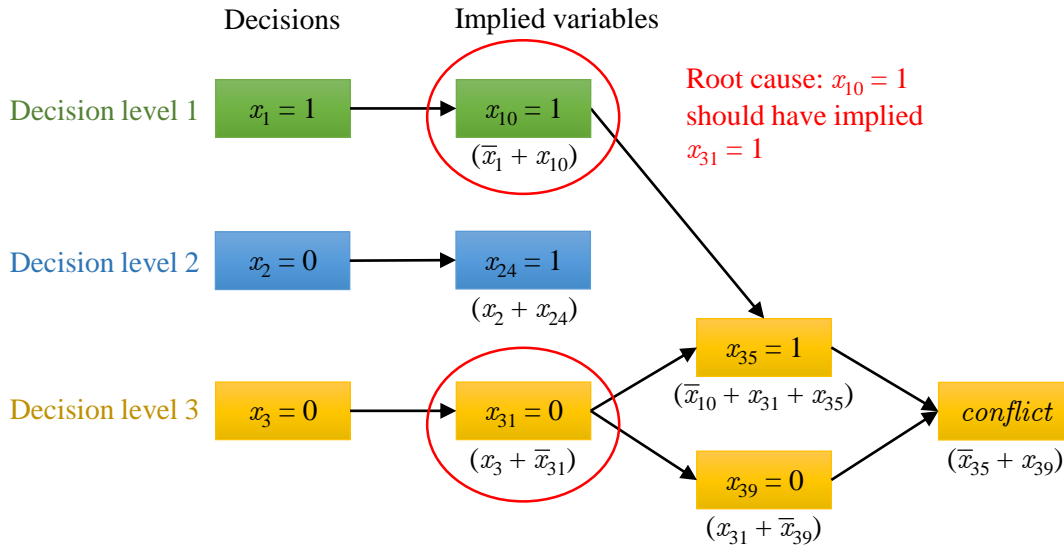 Decisions
Implied variables
Decision level 1
x₁ = 1
x₁₀ = 1
(x̅₁ + x₁₀)
Root cause: x₁₀ = 1
should have implied
x₃₁ = 1
Decision level 2
x₂ = 0
x₂₄ = 1
(x₂ + x₂₄)
x₃₅ = 1
(x̅₁₀ + x₃₁ + x₃₅)
Decision level 3
x₃ = 0
x₃₁ = 0
(x₃ + x̅₃₁)
conflict
(x̅₃₅ + x₃₉)
x₃₉ = 0
(x₃₁ + x̅₃₉)